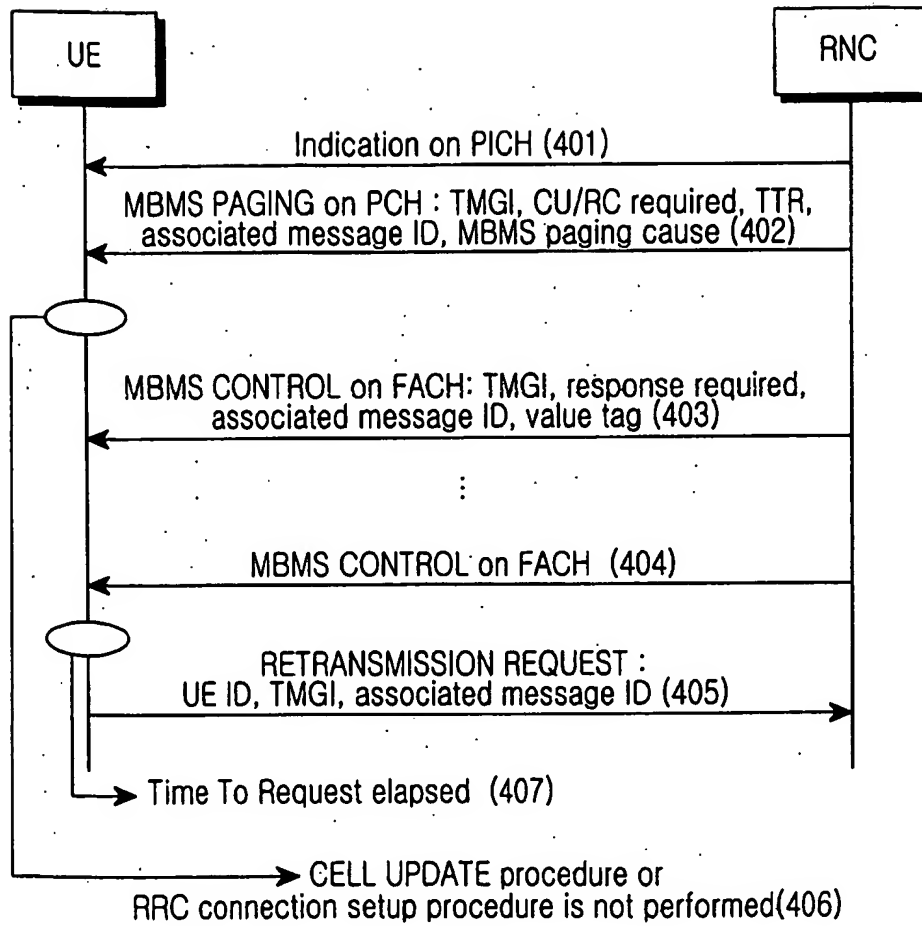 UE
RNC
Indication on PICH (401)
MBMS PAGING on PCH : TMGI, CU/RC required, TTR,
associated message ID, MBMS paging cause (402)
MBMS CONTROL on FACH: TMGI, response required,
associated message ID, value tag (403)
MBMS CONTROL on FACH (404)
RETRANSMISSION REQUEST :
UE ID, TMGI, associated message ID (405)
Time To Request elapsed (407)
CELL UPDATE procedure or
RRC connection setup procedure is not performed(406)